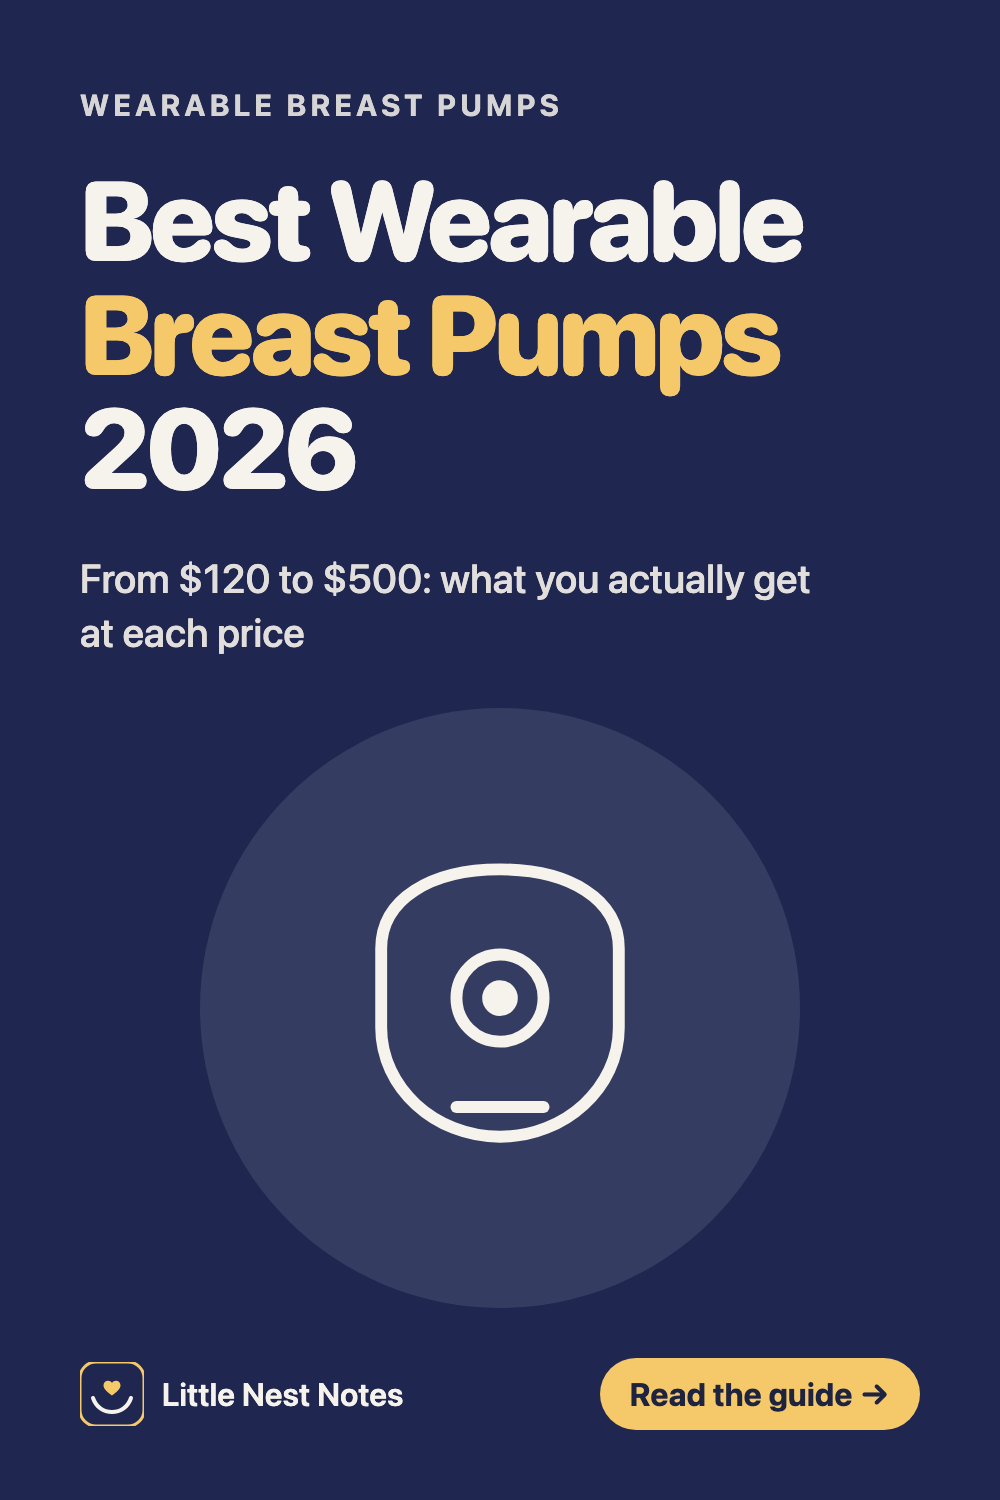 WEARABLE BREAST PUMPS
Best Wearable
Breast Pumps
2026
From $120 to $500: what you actually get
at each price
Little Nest Notes
Read the guide →